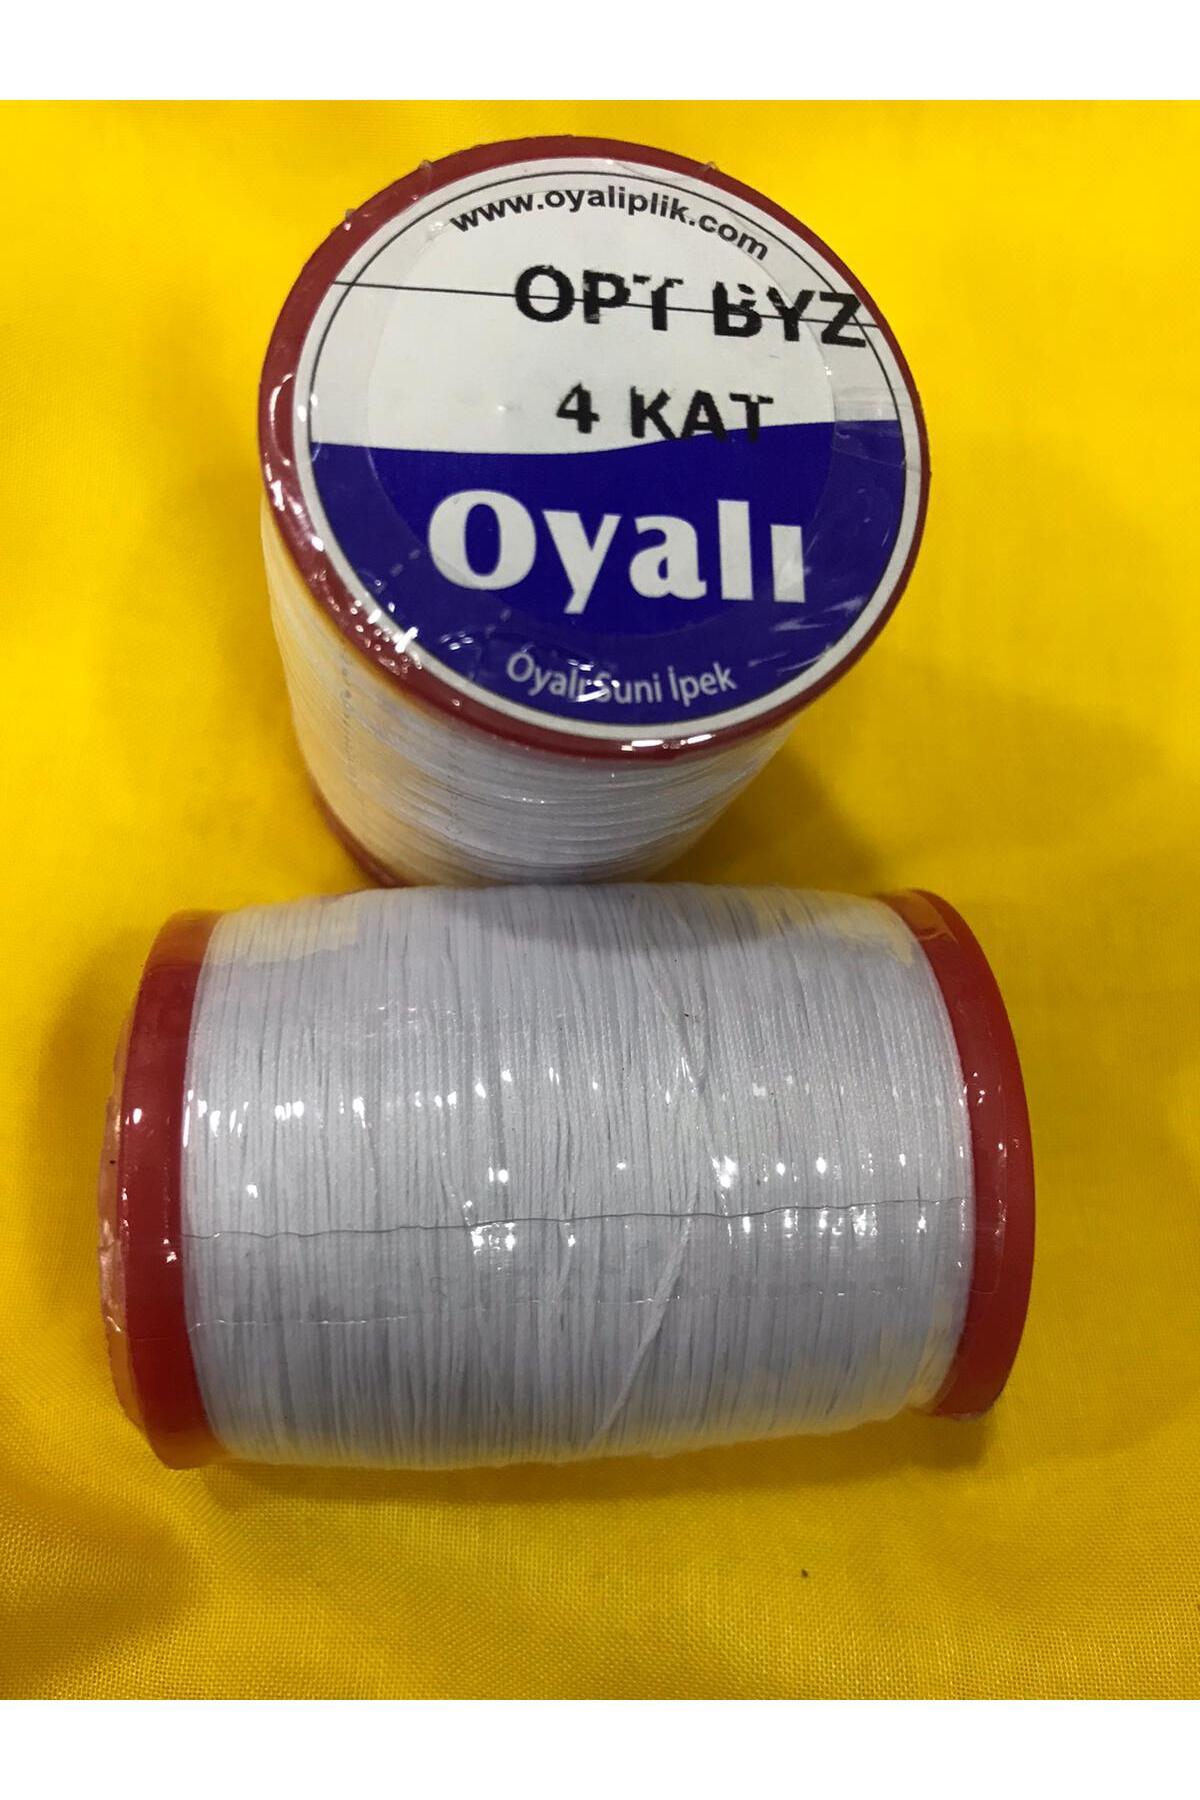 www.oyaliplik.com
OPT BYZ
4 KAT
Oyalı
Oyalı Suni İpek